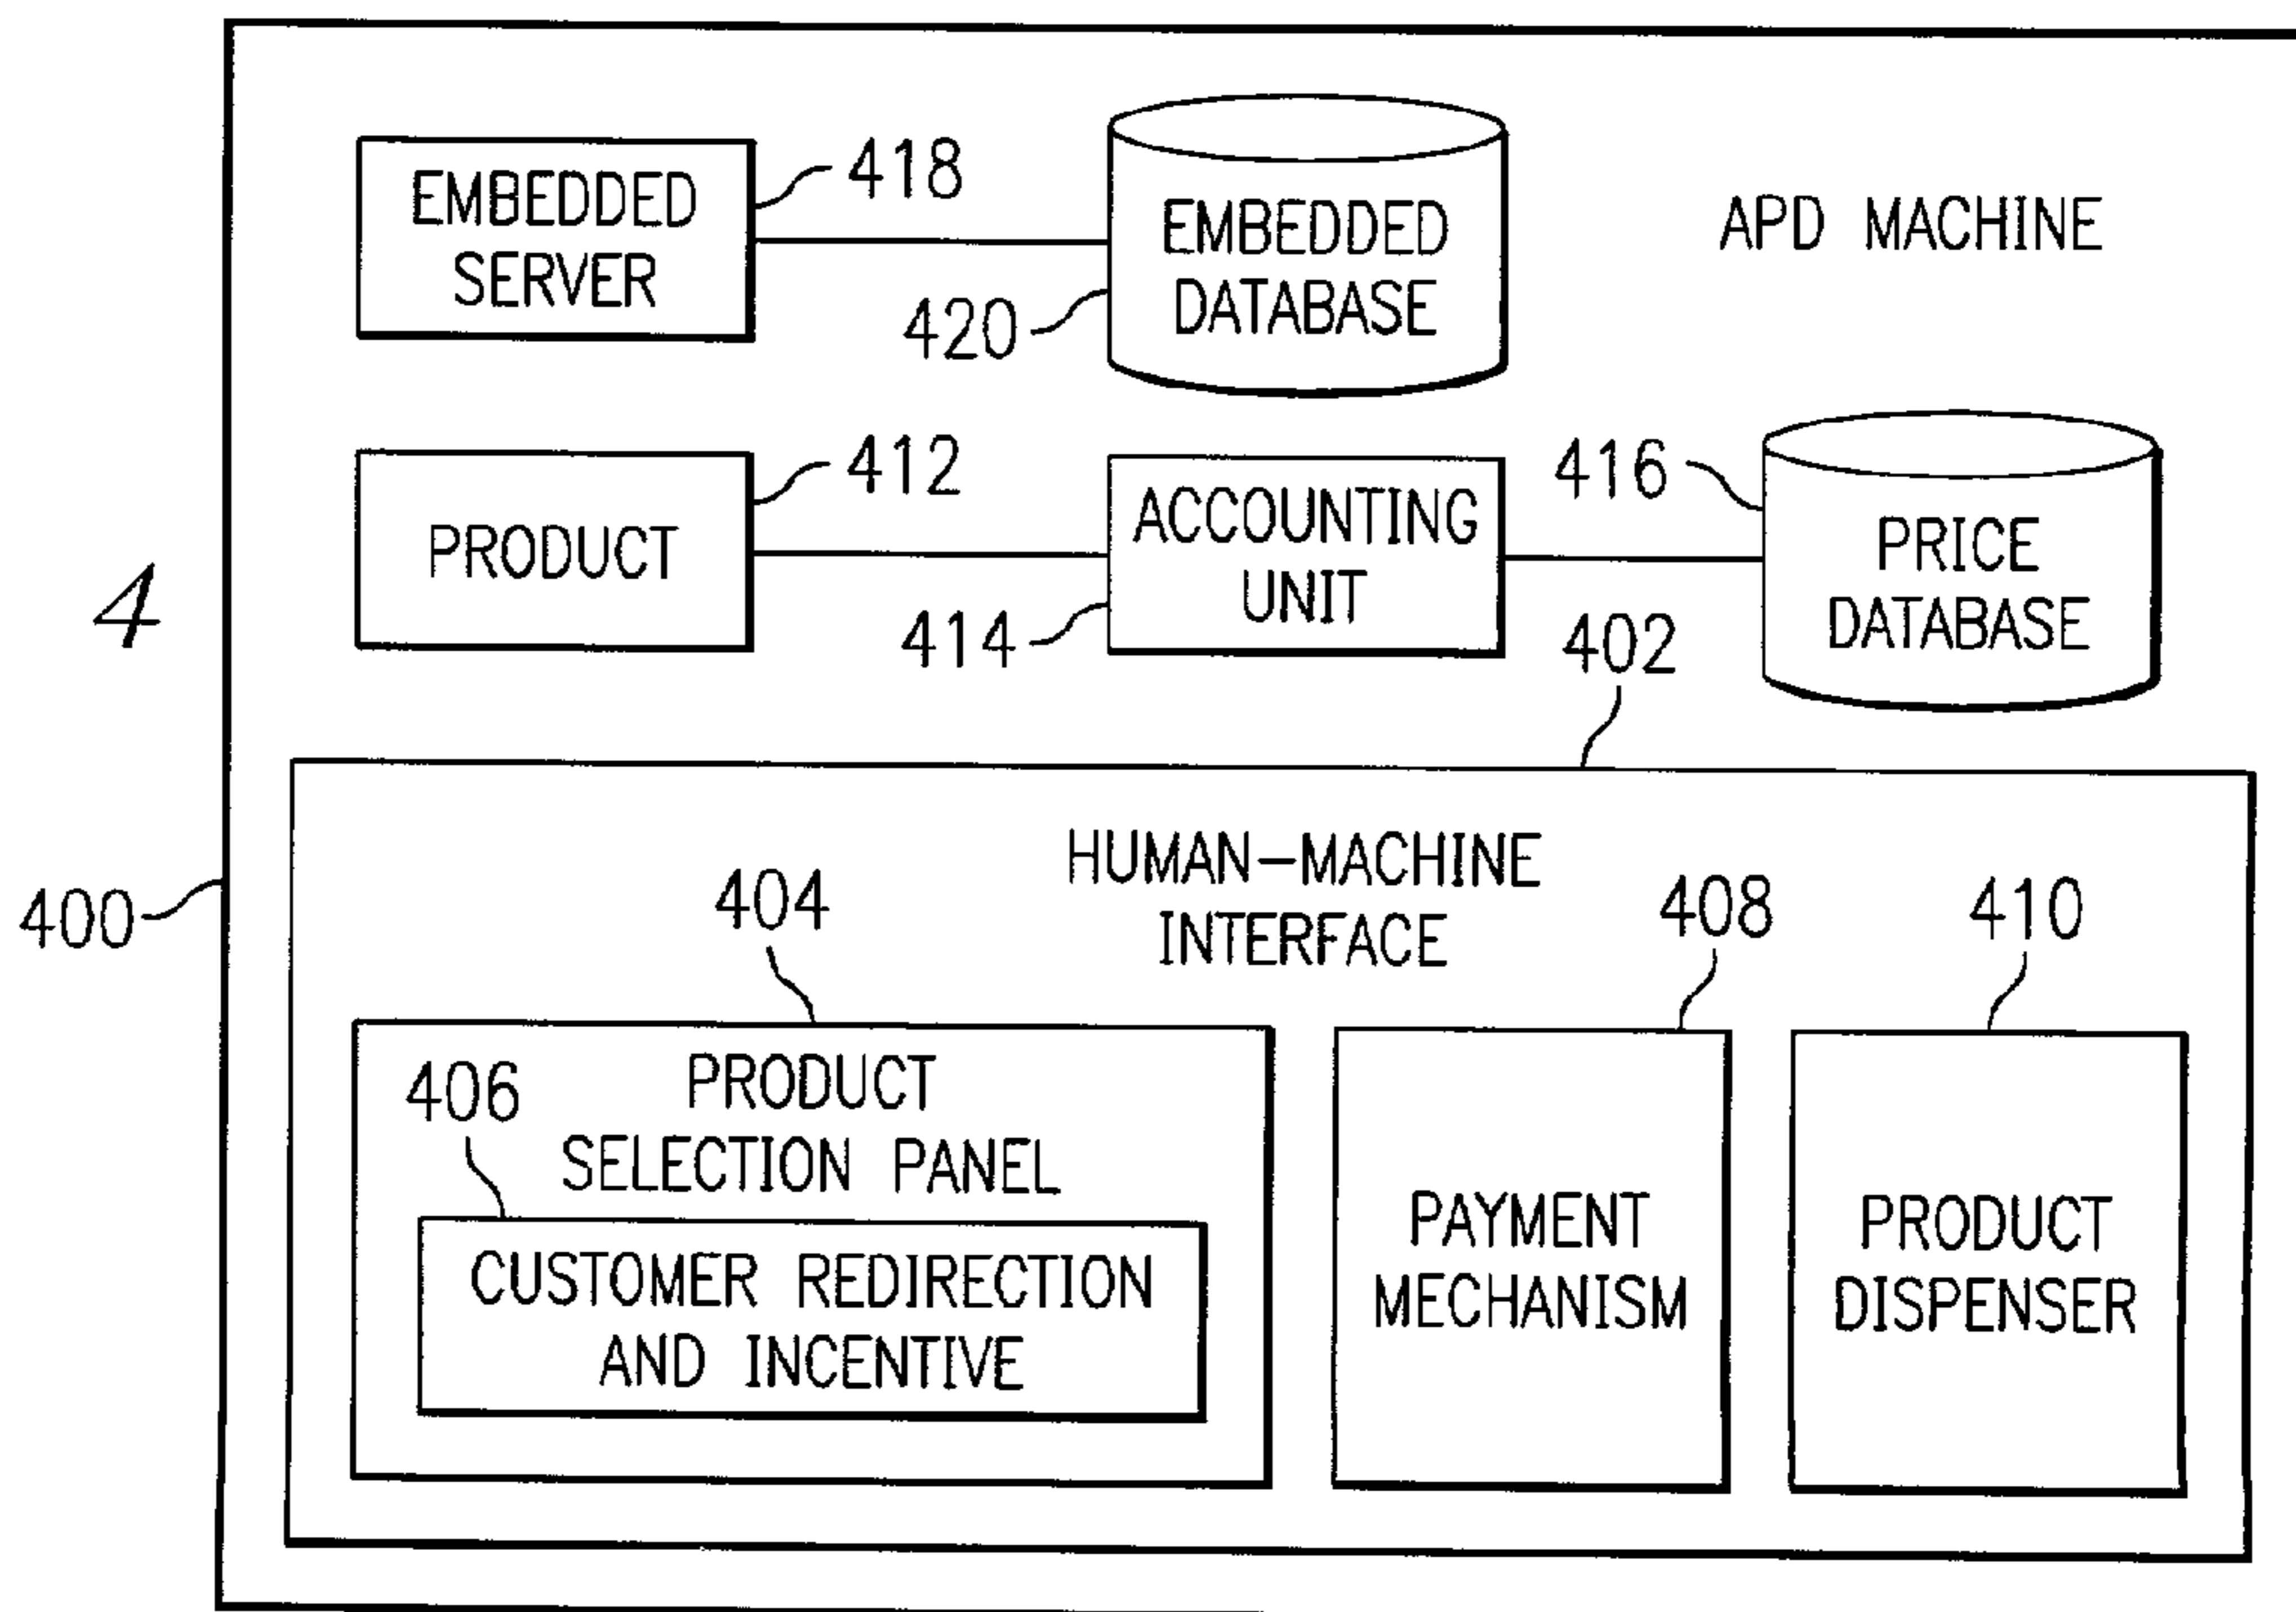 418
EMBEDDED
SERVER
EMBEDDED
DATABASE
420
APD MACHINE
412
PRODUCT
ACCOUNTING
UNIT
414
416
PRICE
DATABASE
4
402
400
HUMAN-MACHINE
INTERFACE
404
408
410
406
PRODUCT
SELECTION PANEL
CUSTOMER REDIRECTION
AND INCENTIVE
PAYMENT
MECHANISM
PRODUCT
DISPENSER